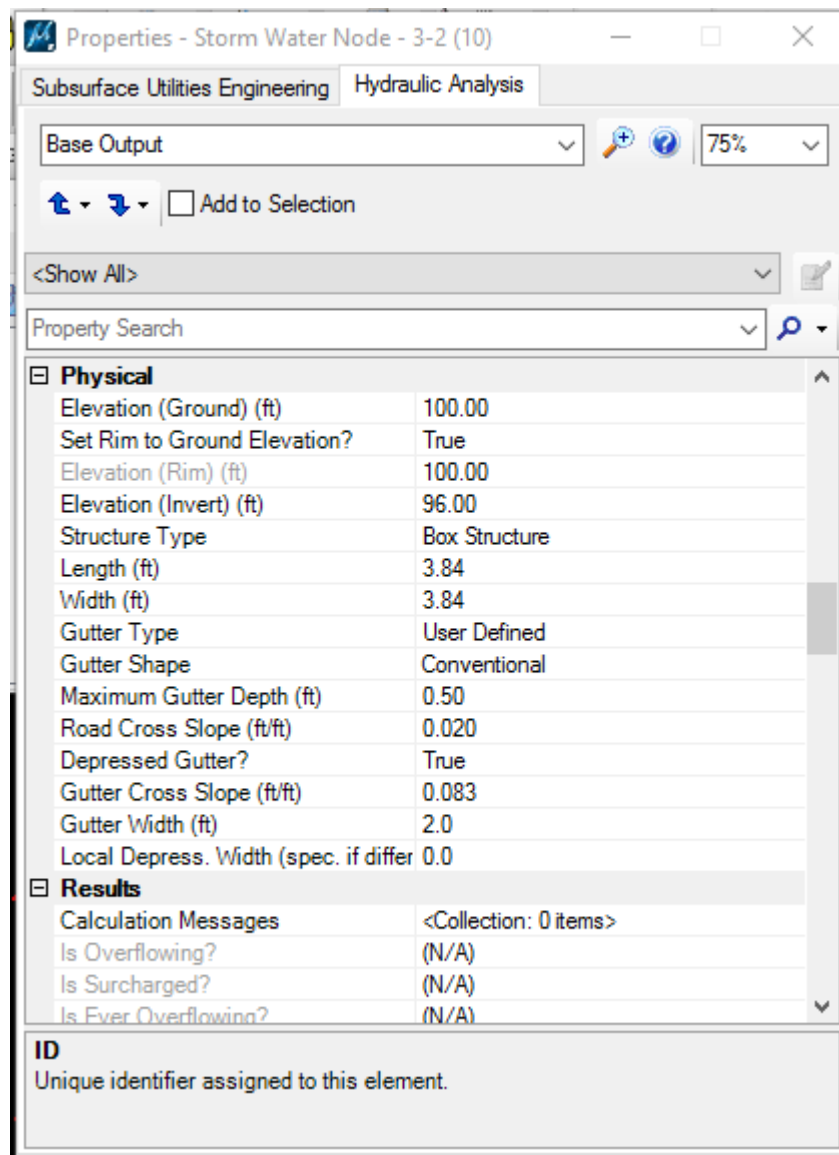 Properties - Storm Water Node - 3-2 (10)
Subsurface Utilities Engineering Hydraulic Analysis
Base Output 75%
Add to Selection
<Show All>
Property Search
Physical
Elevation (Ground) (ft) 100.00
Set Rim to Ground Elevation? True
Elevation (Rim) (ft) 100.00
Elevation (Invert) (ft) 96.00
Structure Type Box Structure
Length (ft) 3.84
Width (ft) 3.84
Gutter Type User Defined
Gutter Shape Conventional
Maximum Gutter Depth (ft) 0.50
Road Cross Slope (ft/ft) 0.020
Depressed Gutter? True
Gutter Cross Slope (ft/ft) 0.083
Gutter Width (ft) 2.0
Local Depress. Width (spec. if differ 0.0
Results
Calculation Messages <Collection: 0 items>
Is Overflowing? (N/A)
Is Surcharged? (N/A)
Is Ever Overflowing? (N/A)
ID
Unique identifier assigned to this element.